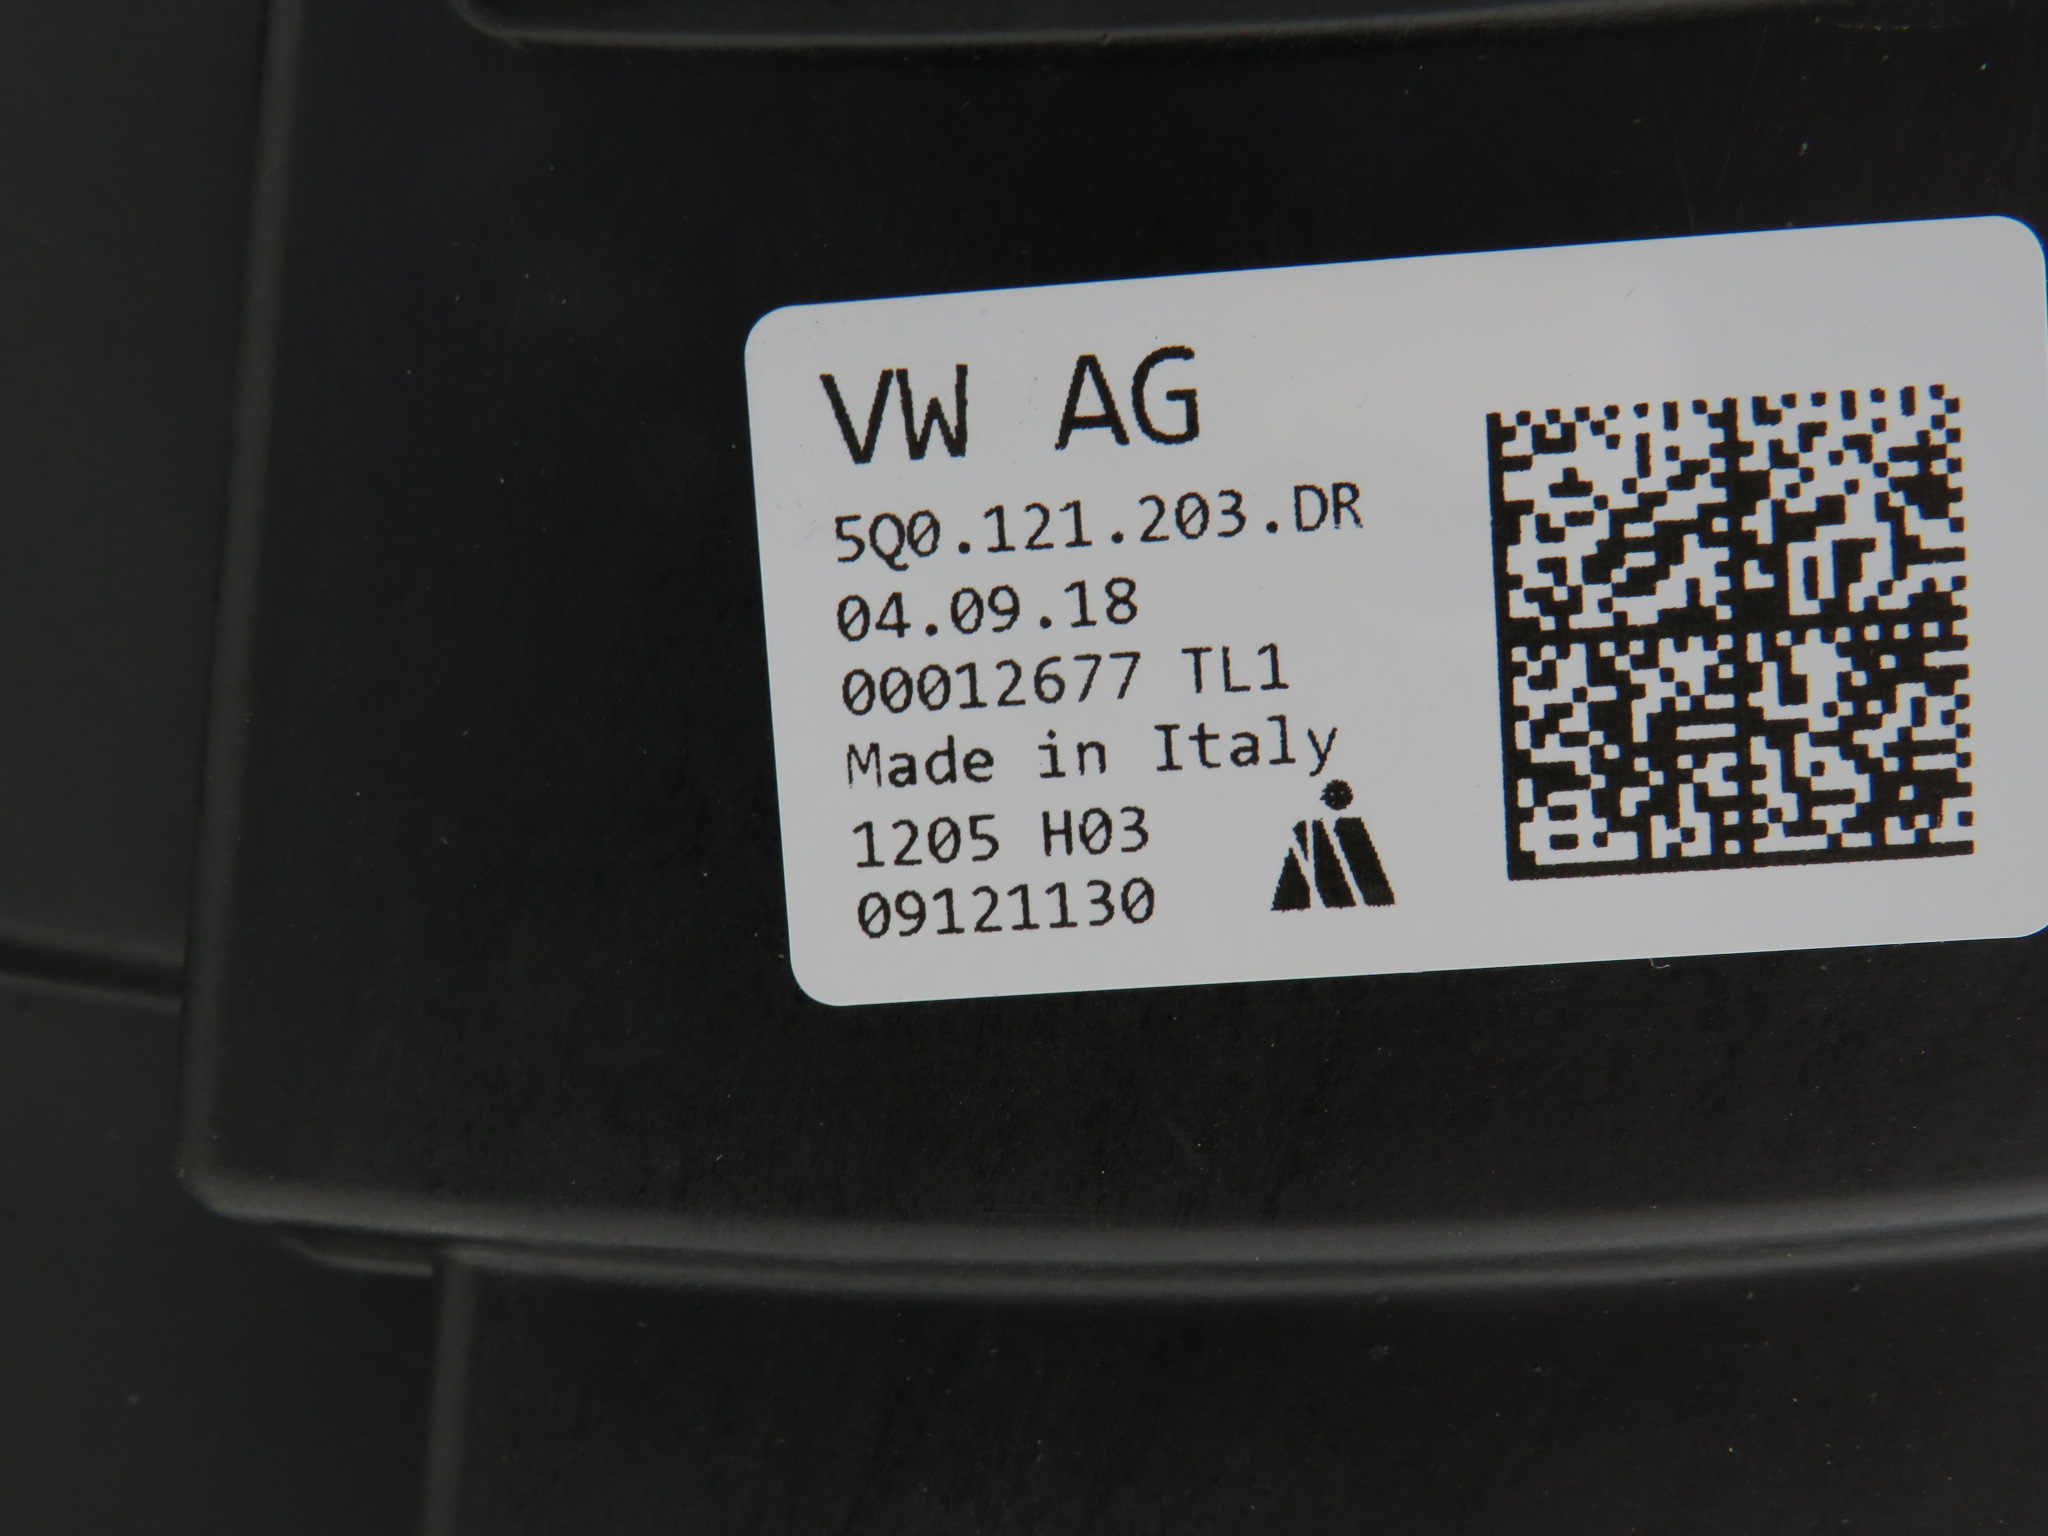 VW AG
5Q0.121.203.DR
04.09.18
00012677 TL1
Made in Italy
1205 H03
09121130